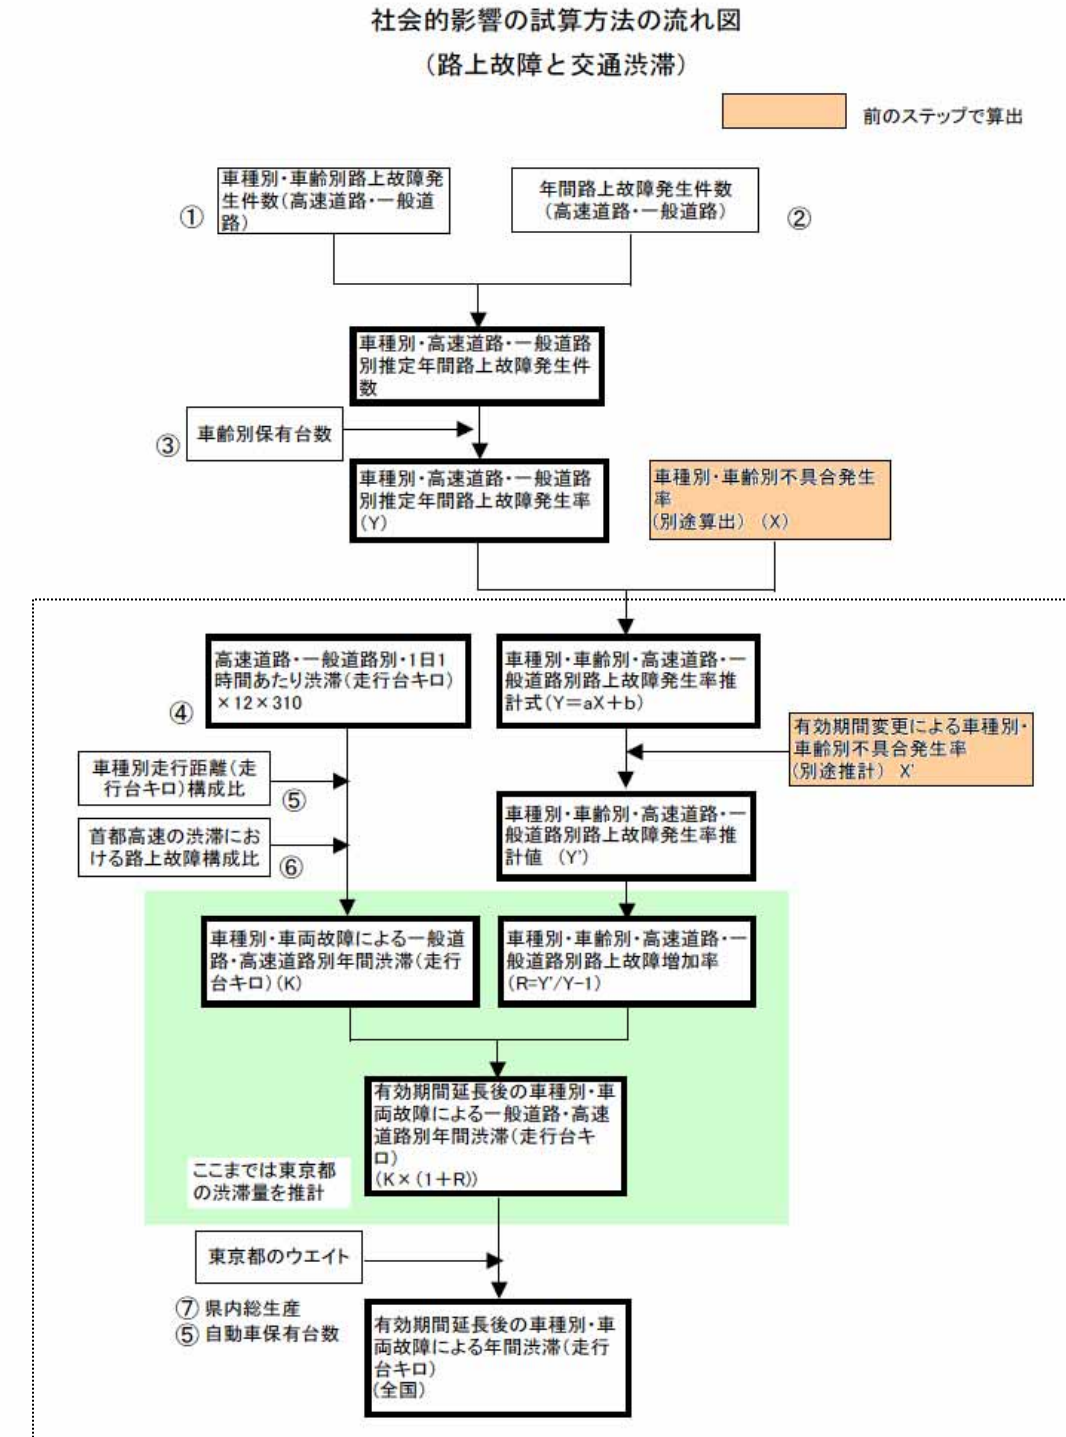 社会的影響の試算方法の流れ図
（路上故障と交通渋滞）
前のステップで算出
車種別・車齢別路上故障発
生件数（高速道路・一般道
路）
①
年間路上故障発生件数
（高速道路・一般道路）
②
車種別・高速道路・一般道路
別推定年間路上故障発生件
数
③
車齢別保有台数
車種別・高速道路・一般道路
別推定年間路上故障発生率
（Y）
車種別・車齢別不具合発生
率
（別途算出）（X）
高速道路・一般道路別・1日1
時間あたり渋滞（走行台キロ）
×12×310
④
車種別・車齢別・高速道路・一
般道路別路上故障発生率推
計式（Y＝aX＋b）
有効期間変更による車種別・
車齢別不具合発生率
（別途推計） X'
車種別走行距離（走
行台キロ）構成比
⑤
首都高速の渋滞にお
ける路上故障構成比
⑥
車種別・車齢別・高速道路・一
般道路別路上故障発生率推
計値 （Y'）
車種別・車両故障による一般道
路・高速道路別年間渋滞（走行
台キロ）（K）
車種別・車齢別・高速道路・一
般道路別路上故障増加率
（R=Y'/Y-1）
有効期間延長後の車種別・車
両故障による一般道路・高速
道路別年間渋滞（走行台キ
ロ）
（K×（1＋R））
ここまでは東京都
の渋滞量を推計
東京都のウエイト
⑦ 県内総生産
⑤ 自動車保有台数
有効期間延長後の車種別・車
両故障による年間渋滞（走行
台キロ）
（全国）